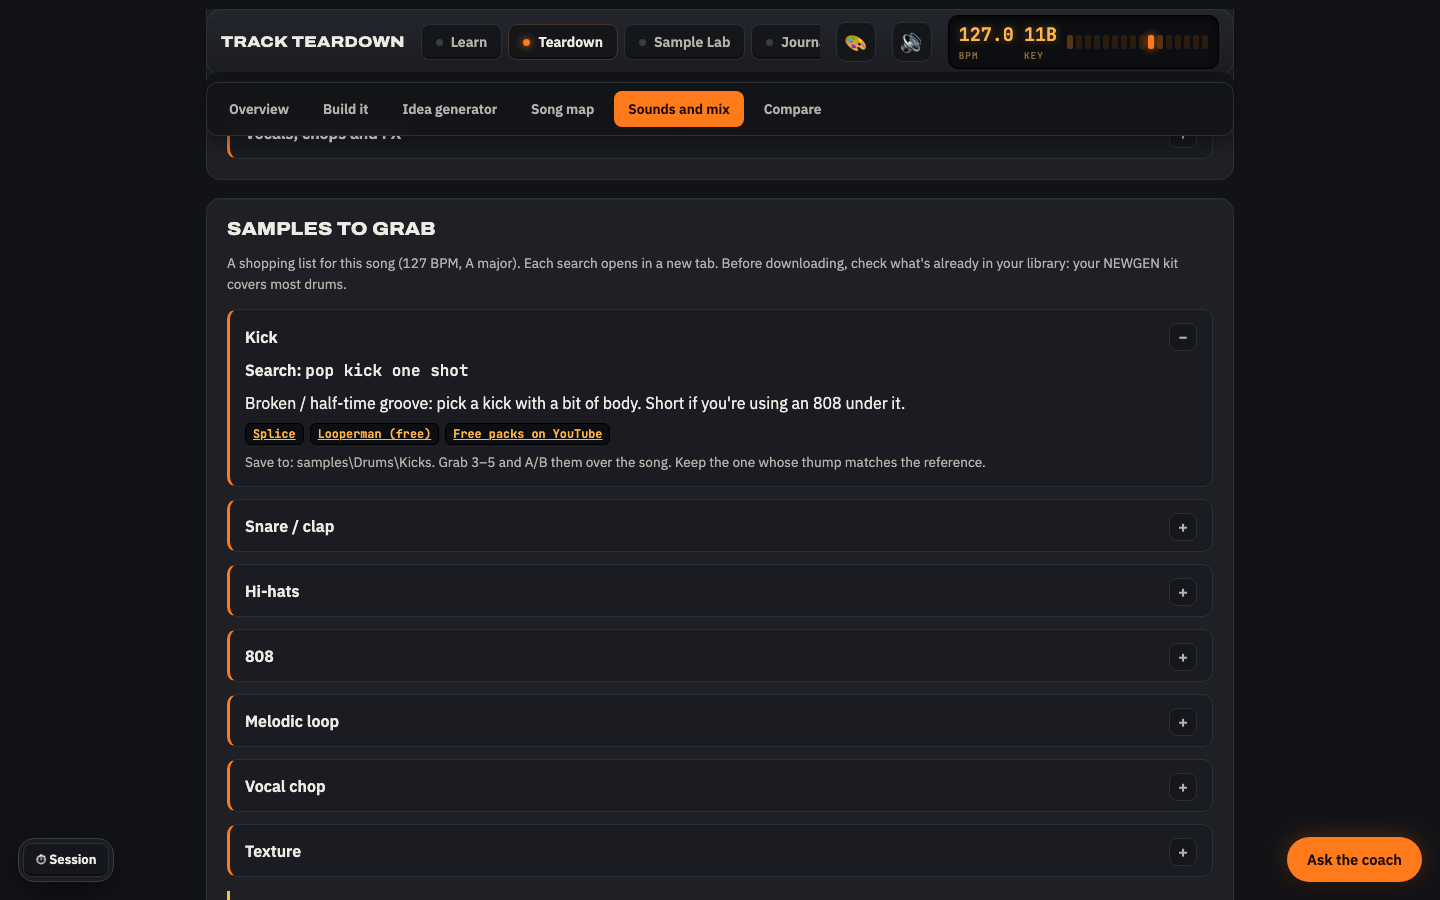 TRACK TEARDOWN
Learn
Teardown
Sample Lab
Journ
127.0 11B
BPM KEY
Overview
Build it
Idea generator
Song map
Sounds and mix
Compare
Vocals, chops and FX
SAMPLES TO GRAB
A shopping list for this song (127 BPM, A major). Each search opens in a new tab. Before downloading, check what's already in your library: your NEWGEN kit
covers most drums.
Kick
Search: pop kick one shot
Broken / half-time groove: pick a kick with a bit of body. Short if you're using an 808 under it.
Splice
Looperman (free)
Free packs on YouTube
Save to: samples\Drums\Kicks. Grab 3–5 and A/B them over the song. Keep the one whose thump matches the reference.
Snare / clap
Hi-hats
808
Melodic loop
Vocal chop
Texture
Session
Ask the coach